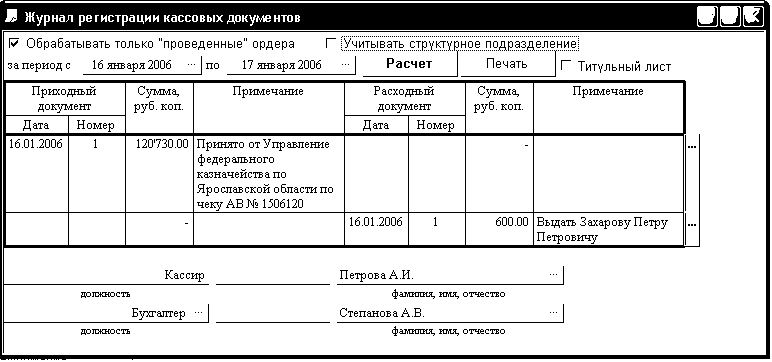 Журнал регистрации кассовых документов
Обрабатывать только "проведенные" ордера Учитывать структурное подразделение
за период с 16 января 2006 ... по 17 января 2006 ... Расчет Печать Титульный лист
Приходный Сумма, Примечание Расходный Сумма, Примечание
документ руб. коп. документ руб. коп.
Дата Номер Дата Номер
16.01.2006 1 120'730.00 Принято от Управление - ...
федерального
казначейства по
Ярославской области по
чеку АВ № 1506120
- 16.01.2006 1 600.00 Выдать Захарову Петру ...
Петровичу
Кассир Петрова А.И. ...
должность фамилия, имя, отчество
Бухгалтер ... Степанова А.В. ...
должность фамилия, имя, отчество